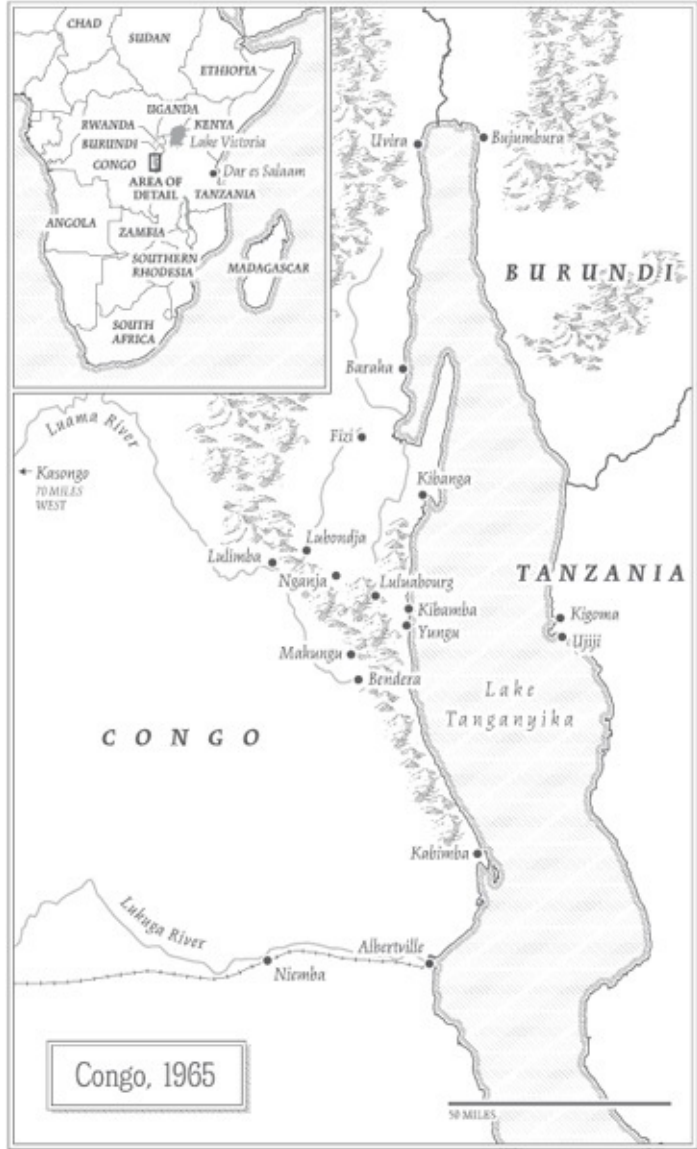 CHAD
SUDAN
ETHIOPIA
UGANDA
RWANDA
KENYA
BURUNDI
Lake Victoria
CONGO
Dar es Salaam
AREA OF
DETAIL
TANZANIA
ANGOLA
ZAMBIA
SOUTHERN
RHODESIA
MADAGASCAR
SOUTH
AFRICA
Uvira
Bujumbura
BURUNDI
Baraka
Luama River
Fizi
Kasongo
70 MILES
WEST
Kibanga
Lubondja
Lulimba
Nganja
Luluabourg
TANZANIA
Kibamba
Kigoma
Yungu
Ujiji
Makungu
Bendera
Lake
Tanganyika
CONGO
Kabimba
Lukuga River
Albertville
Niemba
Congo, 1965
50 MILES